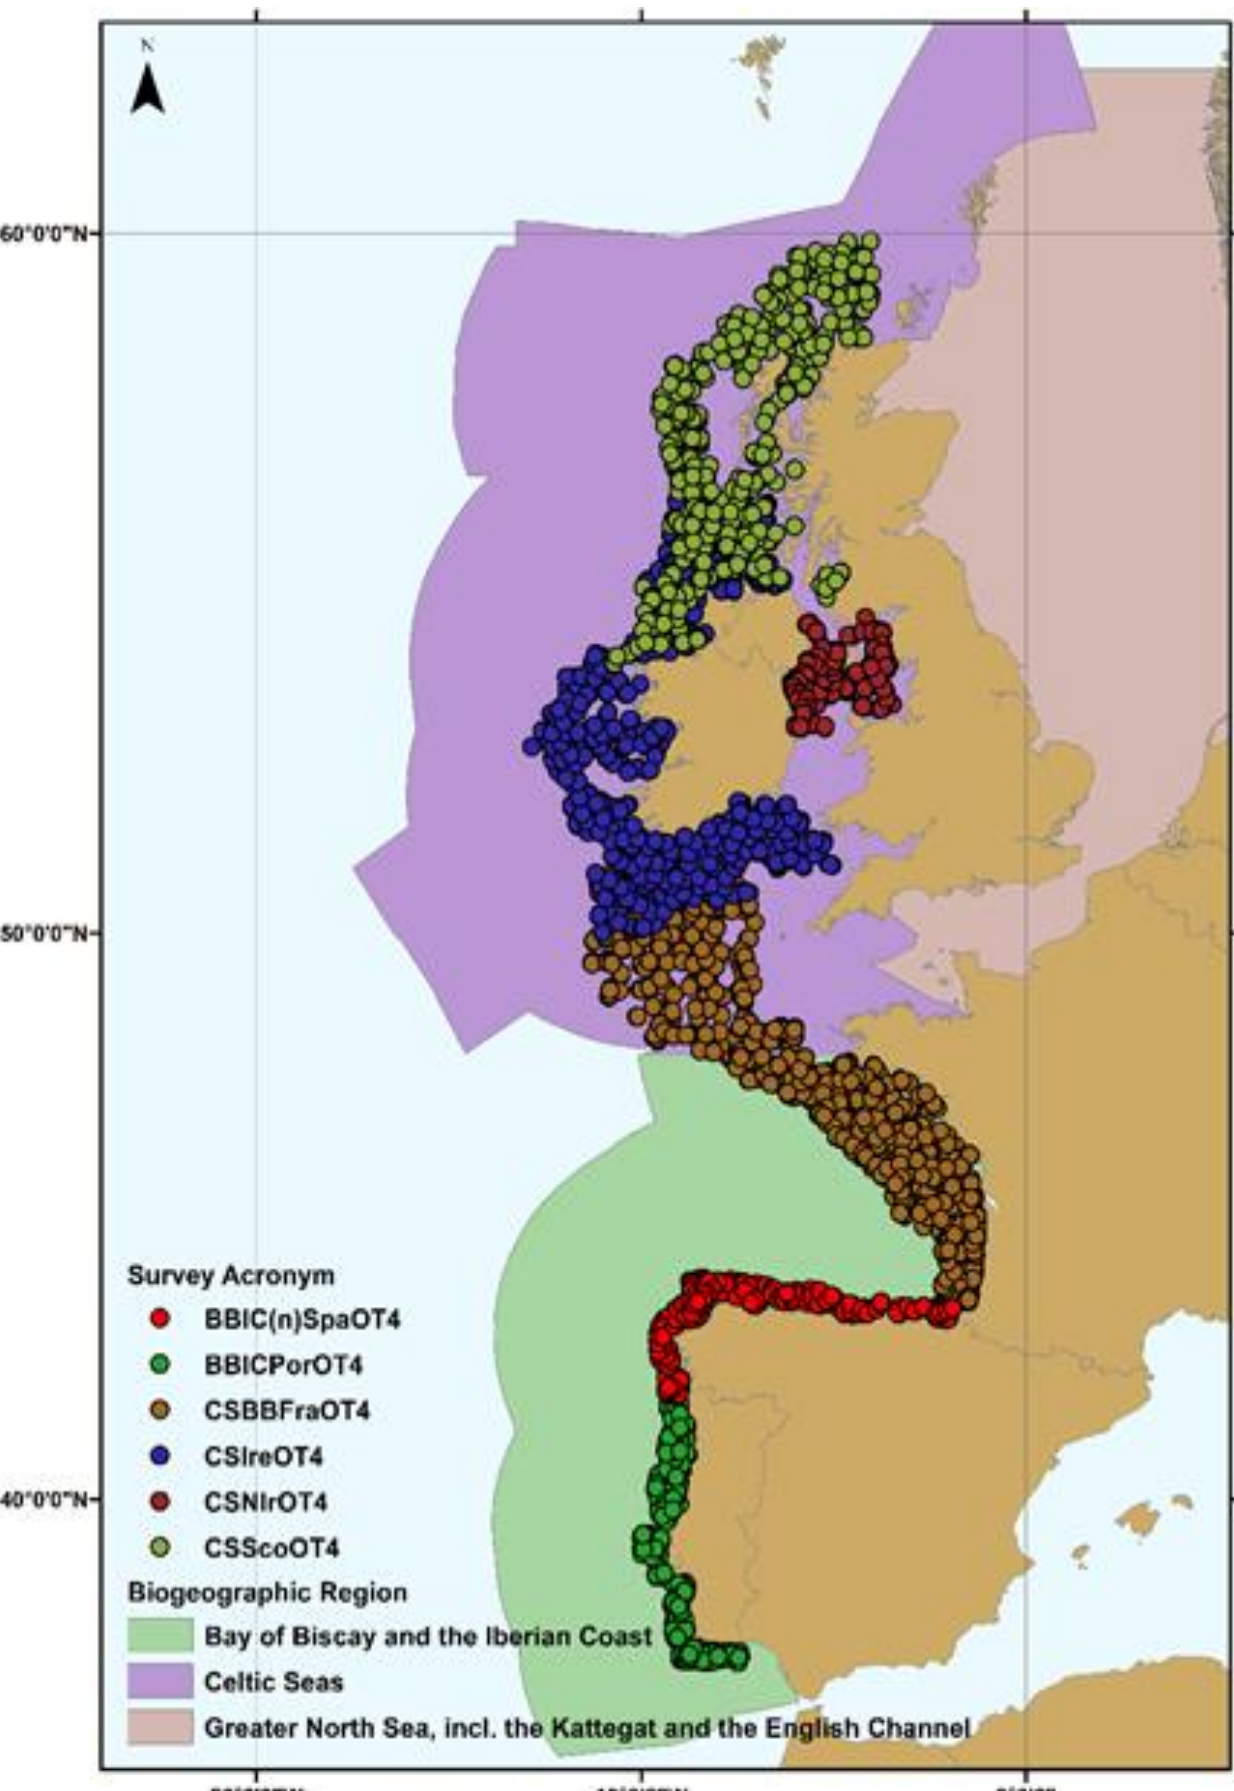 N
60°0'0"N
50°0'0"N
40°0'0"N
Survey Acronym
BBIC(n)SpaOT4
BBICPorOT4
CSBBFraOT4
CSIreOT4
CSNIrOT4
CSScoOT4
Biogeographic Region
Bay of Biscay and the Iberian Coast
Celtic Seas
Greater North Sea, incl. the Kattegat and the English Channel